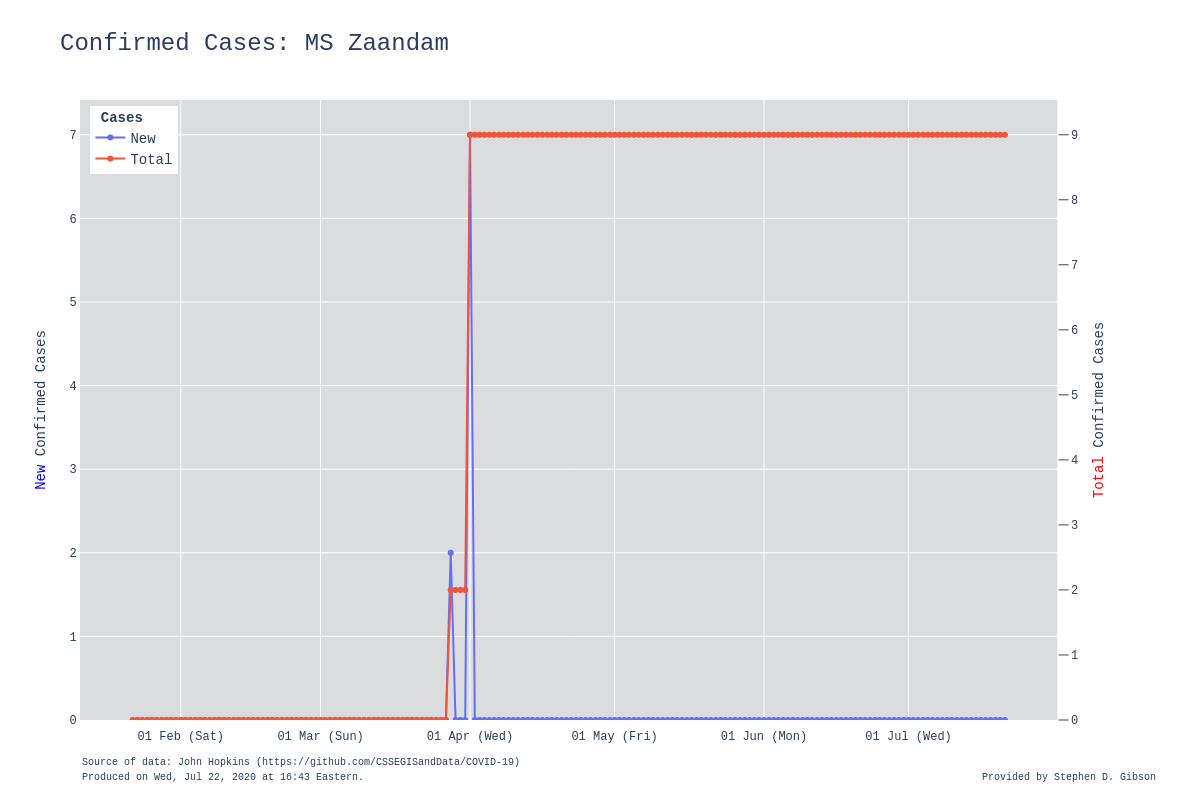 Confirmed Cases: MS Zaandam
Cases
New
Total
7
6
5
4
3
2
1
0
New Confirmed Cases
9
8
7
6
5
4
3
2
1
0
Total Confirmed Cases
01 Feb (Sat)
01 Mar (Sun)
01 Apr (Wed)
01 May (Fri)
01 Jun (Mon)
01 Jul (Wed)
Source of data: John Hopkins (https://github.com/CSSEGISandData/COVID-19)
Produced on Wed, Jul 22, 2020 at 16:43 Eastern.
Provided by Stephen D. Gibson